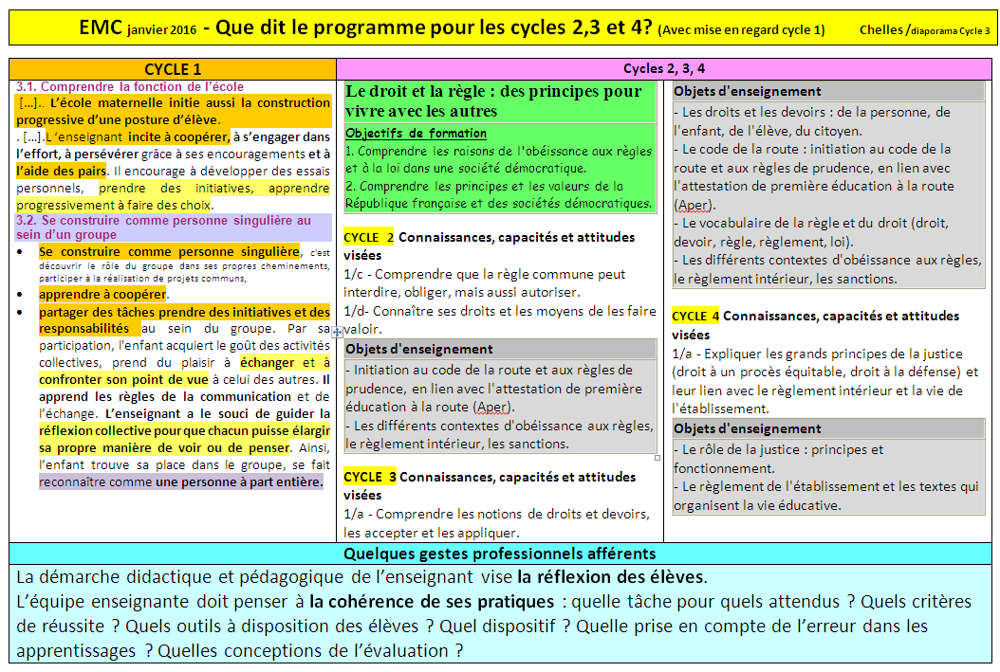 EMC janvier 2016 - Que dit le programme pour les cycles 2,3 et 4? (Avec mise en regard cycle 1) Chelles /diaporama Cycle 3
CYCLE 1
3.1. Comprendre la fonction de l'école
[…].. L'école maternelle initie aussi la construction
progressive d'une posture d'élève.
. […].L'enseignant incite à coopérer, à s'engager dans
l'effort, à persévérer grâce à ses encouragements et à
l'aide des pairs. Il encourage à développer des essais
personnels, prendre des initiatives, apprendre
progressivement à faire des choix.
3.2. Se construire comme personne singulière au
sein d'un groupe
• Se construire comme personne singulière, c'est
découvrir le rôle du groupe dans ses propres cheminements,
participer à la réalisation de projets communs,
• apprendre à coopérer.
• partager des tâches prendre des initiatives et des
responsabilités au sein du groupe. Par sa
participation, l'enfant acquiert le goût des activités
collectives, prend du plaisir à échanger et à
confronter son point de vue à celui des autres. Il
apprend les règles de la communication et de
l'échange. L'enseignant a le souci de guider la
réflexion collective pour que chacun puisse élargir
sa propre manière de voir ou de penser. Ainsi,
l'enfant trouve sa place dans le groupe, se fait
reconnaître comme une personne à part entière.
Cycles 2, 3, 4
Le droit et la règle : des principes pour
vivre avec les autres
Objectifs de formation
1. Comprendre les raisons de l'obéissance aux règles
et à la loi dans une société démocratique.
2. Comprendre les principes et les valeurs de la
République française et des sociétés démocratiques.
CYCLE 2 Connaissances, capacités et attitudes
visées
1/c - Comprendre que la règle commune peut
interdire, obliger, mais aussi autoriser.
1/d- Connaître ses droits et les moyens de les faire
valoir.
Objets d'enseignement
- Initiation au code de la route et aux règles de
prudence, en lien avec l'attestation de première
éducation à la route (Aper).
- Les différents contextes d'obéissance aux règles,
le règlement intérieur, les sanctions.
CYCLE 3 Connaissances, capacités et attitudes
visées
1/a - Comprendre les notions de droits et devoirs,
les accepter et les appliquer.
Objets d'enseignement
- Les droits et les devoirs : de la personne, de
l'enfant, de l'élève, du citoyen.
- Le code de la route : initiation au code de la
route et aux règles de prudence, en lien avec
l'attestation de première éducation à la route
(Aper).
- Le vocabulaire de la règle et du droit (droit,
devoir, règle, règlement, loi).
- Les différents contextes d'obéissance aux règles,
le règlement intérieur, les sanctions.
CYCLE 4 Connaissances, capacités et attitudes
visées
1/a - Expliquer les grands principes de la justice
(droit à un procès équitable, droit à la défense) et
leur lien avec le règlement intérieur et la vie de
l'établissement.
Objets d'enseignement
- Le rôle de la justice : principes et
fonctionnement.
- Le règlement de l'établissement et les textes qui
organisent la vie éducative.
Quelques gestes professionnels afférents
La démarche didactique et pédagogique de l'enseignant vise la réflexion des élèves.
L'équipe enseignante doit penser à la cohérence de ses pratiques : quelle tâche pour quels attendus ? Quels critères
de réussite ? Quels outils à disposition des élèves ? Quel dispositif ? Quelle prise en compte de l'erreur dans les
apprentissages ? Quelles conceptions de l'évaluation ?